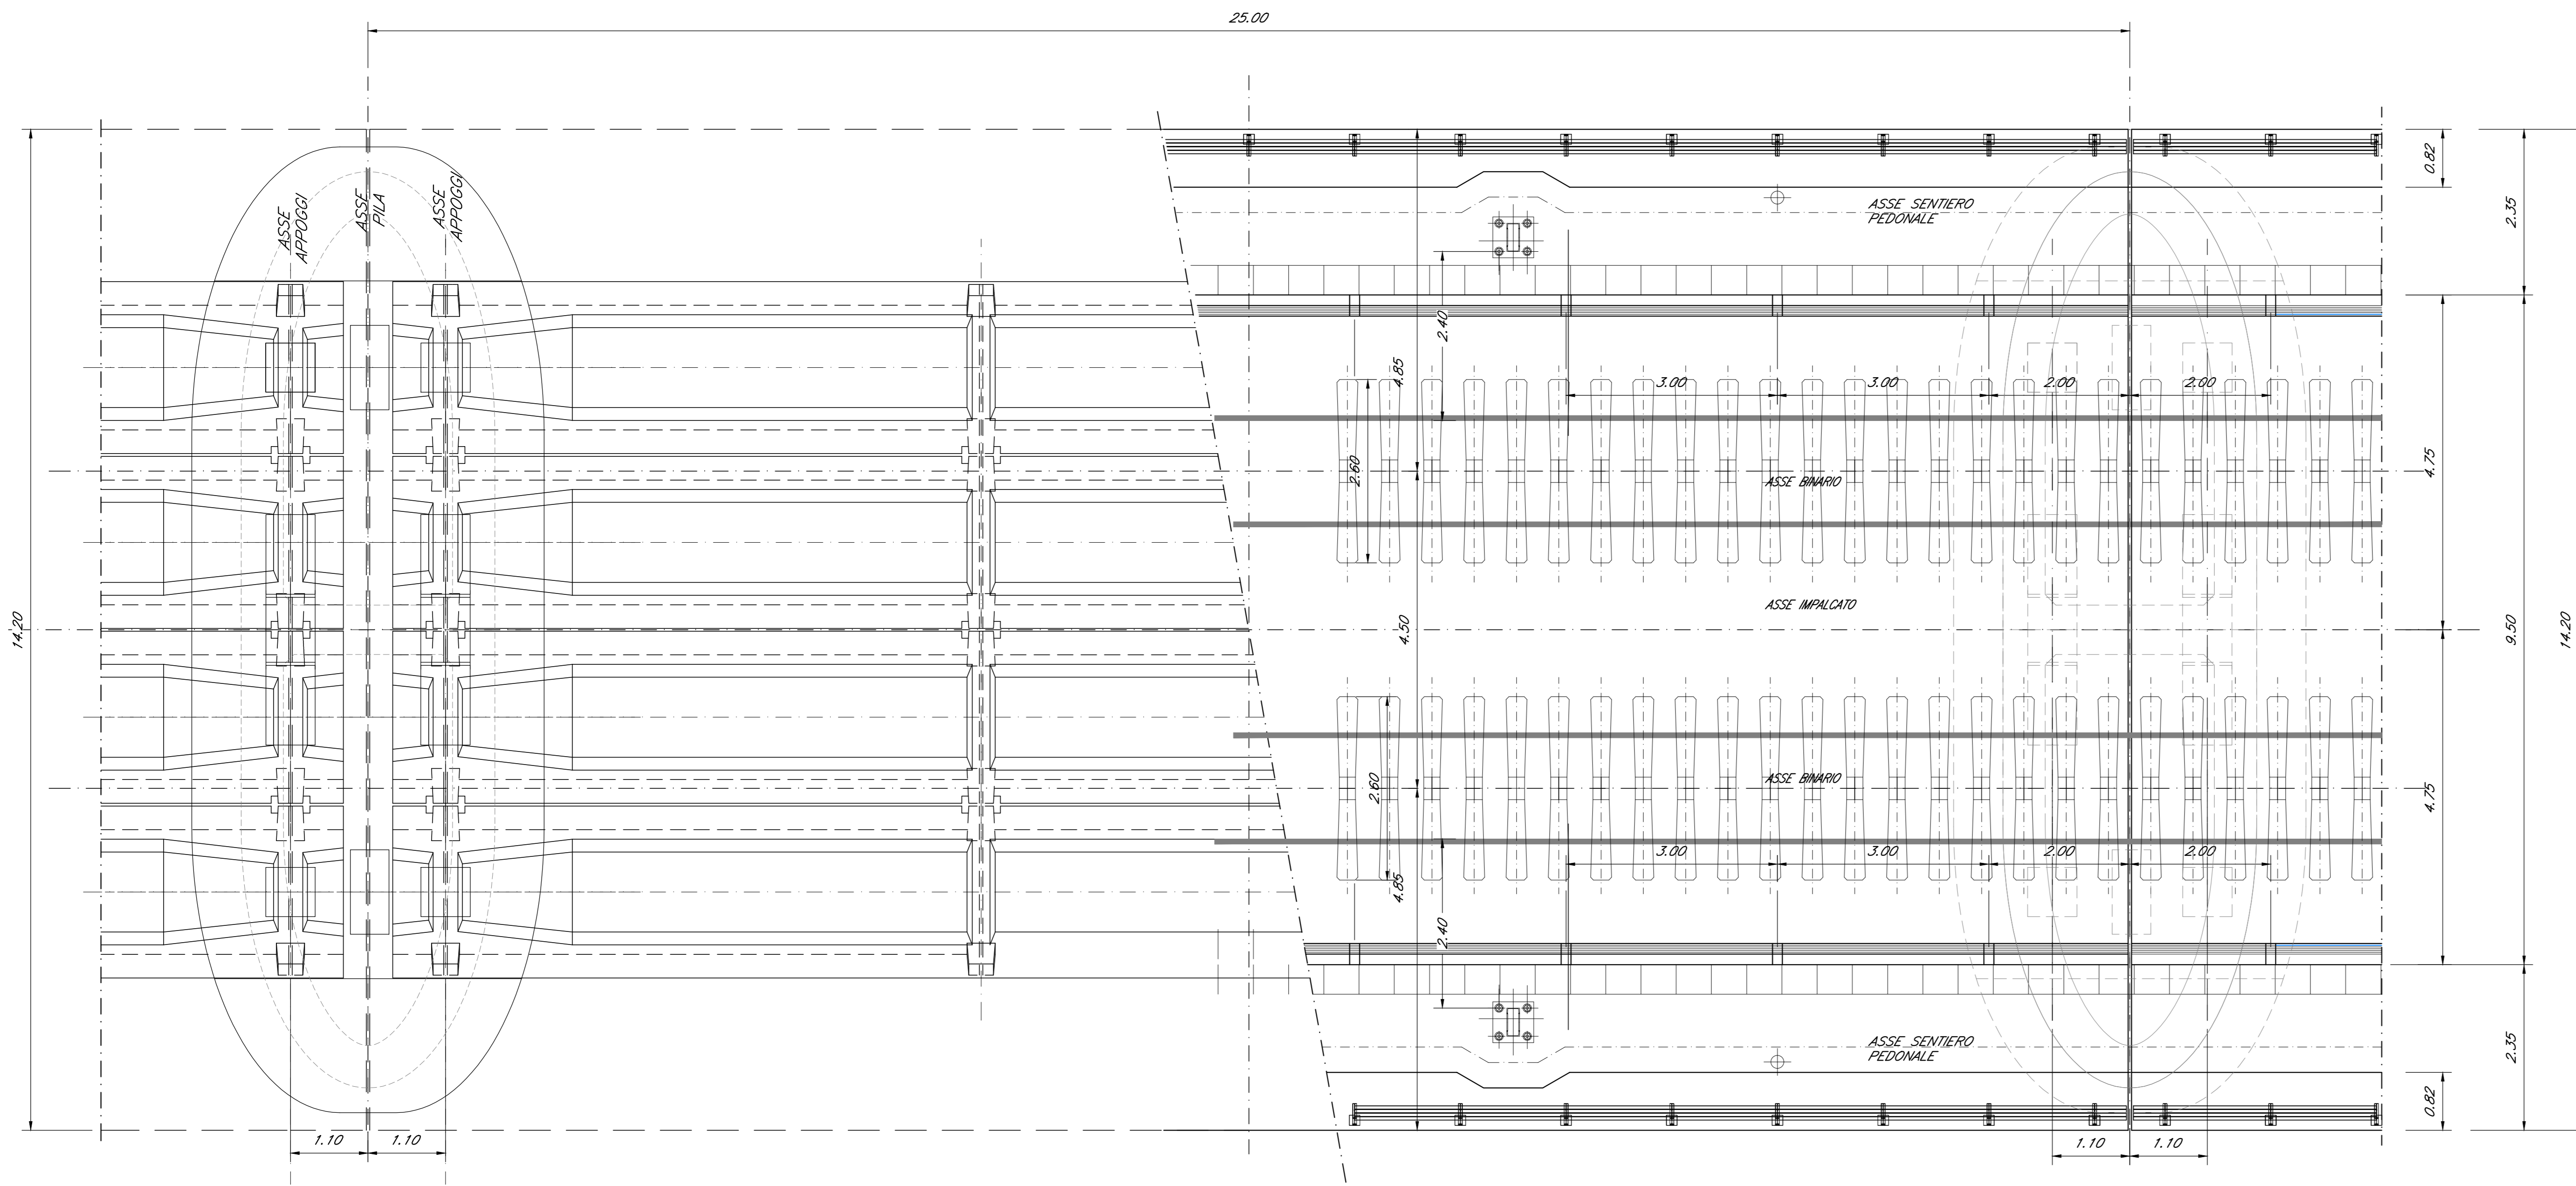 25.00
0.82
2.35
ASSE
APPOGGI
ASSE
PILA
ASSE
APPOGGI
ASSE SENTIERO
PEDONALE
2.40
4.85
3.00
3.00
2.00
2.00
2.60
4.75
ASSE BINARIO
ASSE IMPALCATO
14.20
4.50
9.50
14.20
2.60
ASSE BINARIO
4.75
3.00
3.00
2.00
2.00
4.85
2.40
ASSE SENTIERO
PEDONALE
2.35
0.82
1.10
1.10
1.10
1.10